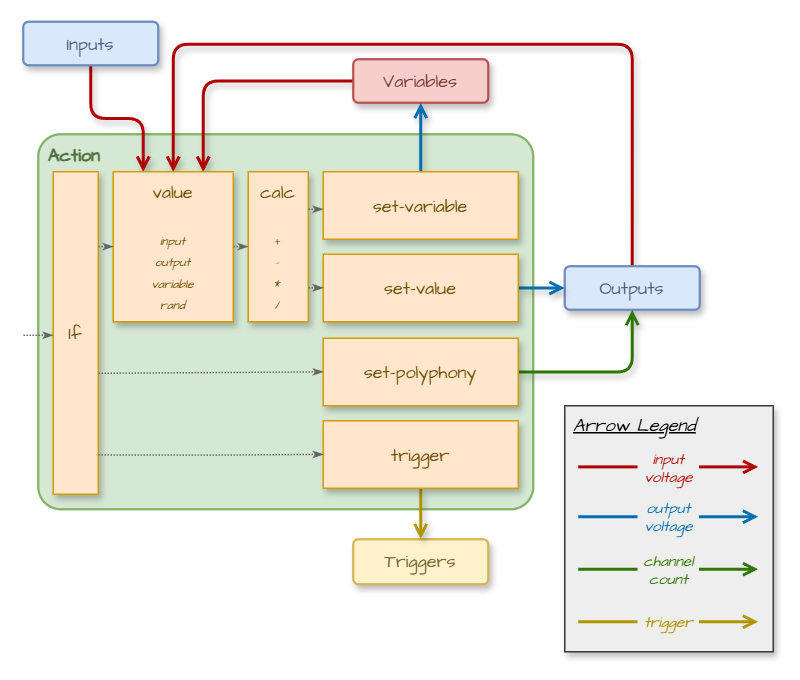 Inputs
Variables
Action
value
input
output
variable
rand
calc
+
-
*
/
set-variable
set-value
Outputs
If
set-polyphony
trigger
Triggers
Arrow Legend
input
voltage
output
voltage
channel
count
trigger